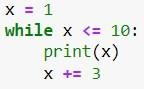 x = 1
while x <= 10:
    print(x)
    x += 3